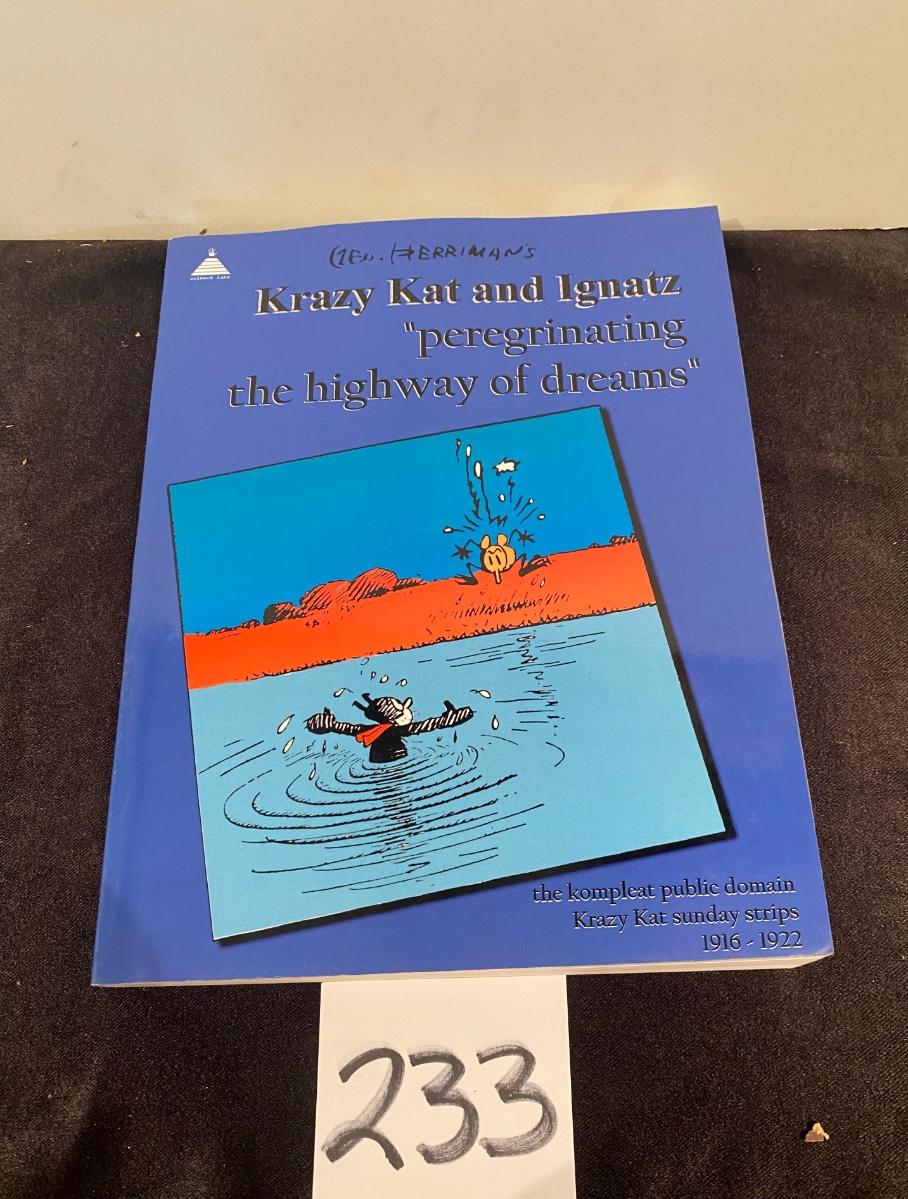 Geo. Herriman's
Krazy Kat and Ignatz
"peregrinating
the highway of dreams"
the kompleat public domain
Krazy Kat sunday strips
1916 - 1922
233